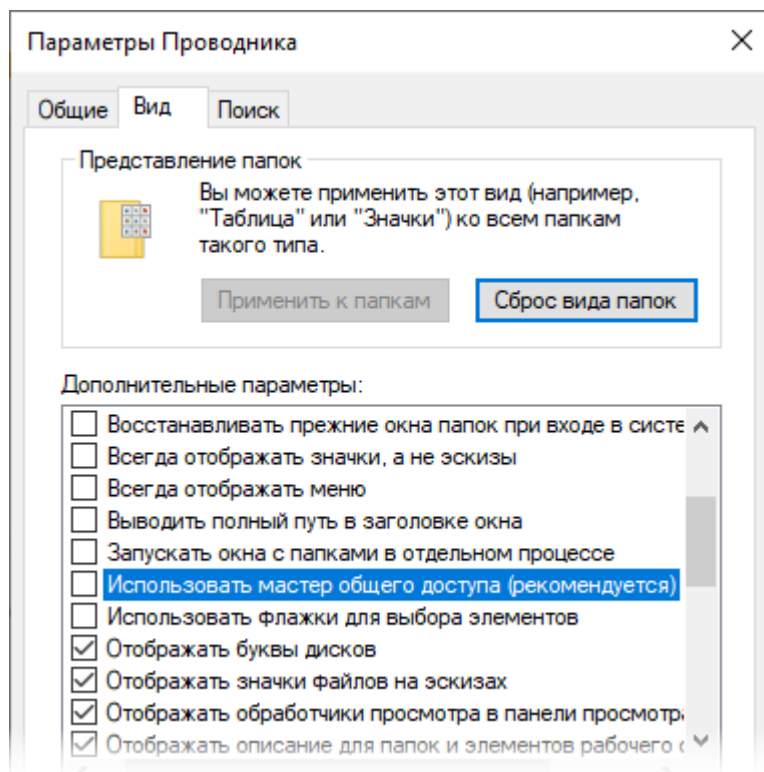 Параметры Проводника
Общие Вид Поиск
Представление папок
Вы можете применить этот вид (например,
"Таблица" или "Значки") ко всем папкам
такого типа.
Применить к папкам Сброс вида папок
Дополнительные параметры:
Восстанавливать прежние окна папок при входе в систе
Всегда отображать значки, а не эскизы
Всегда отображать меню
Выводить полный путь в заголовке окна
Запускать окна с папками в отдельном процессе
Использовать мастер общего доступа (рекомендуется)
Использовать флажки для выбора элементов
Отображать буквы дисков
Отображать значки файлов на эскизах
Отображать обработчики просмотра в панели просмотр
Отображать описание для папок и элементов рабочего